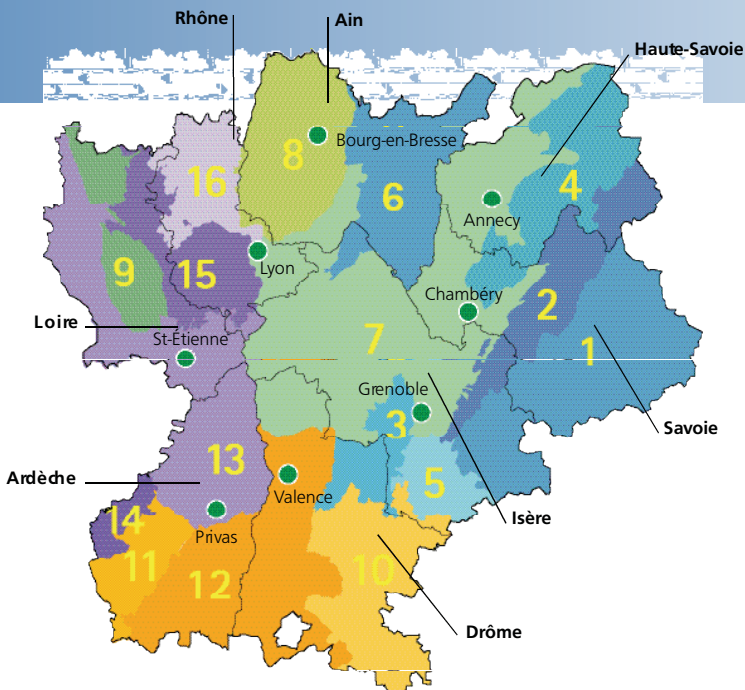 Rhône
Ain
Haute-Savoie
8
Bourg-en-Bresse
16
6
4
Annecy
9
15
Lyon
Chambéry
2
Loire
St-Etienne
7
1
Grenoble
3
Savoie
13
Ardèche
Valence
5
14
Privas
Isère
11
12
10
Drôme